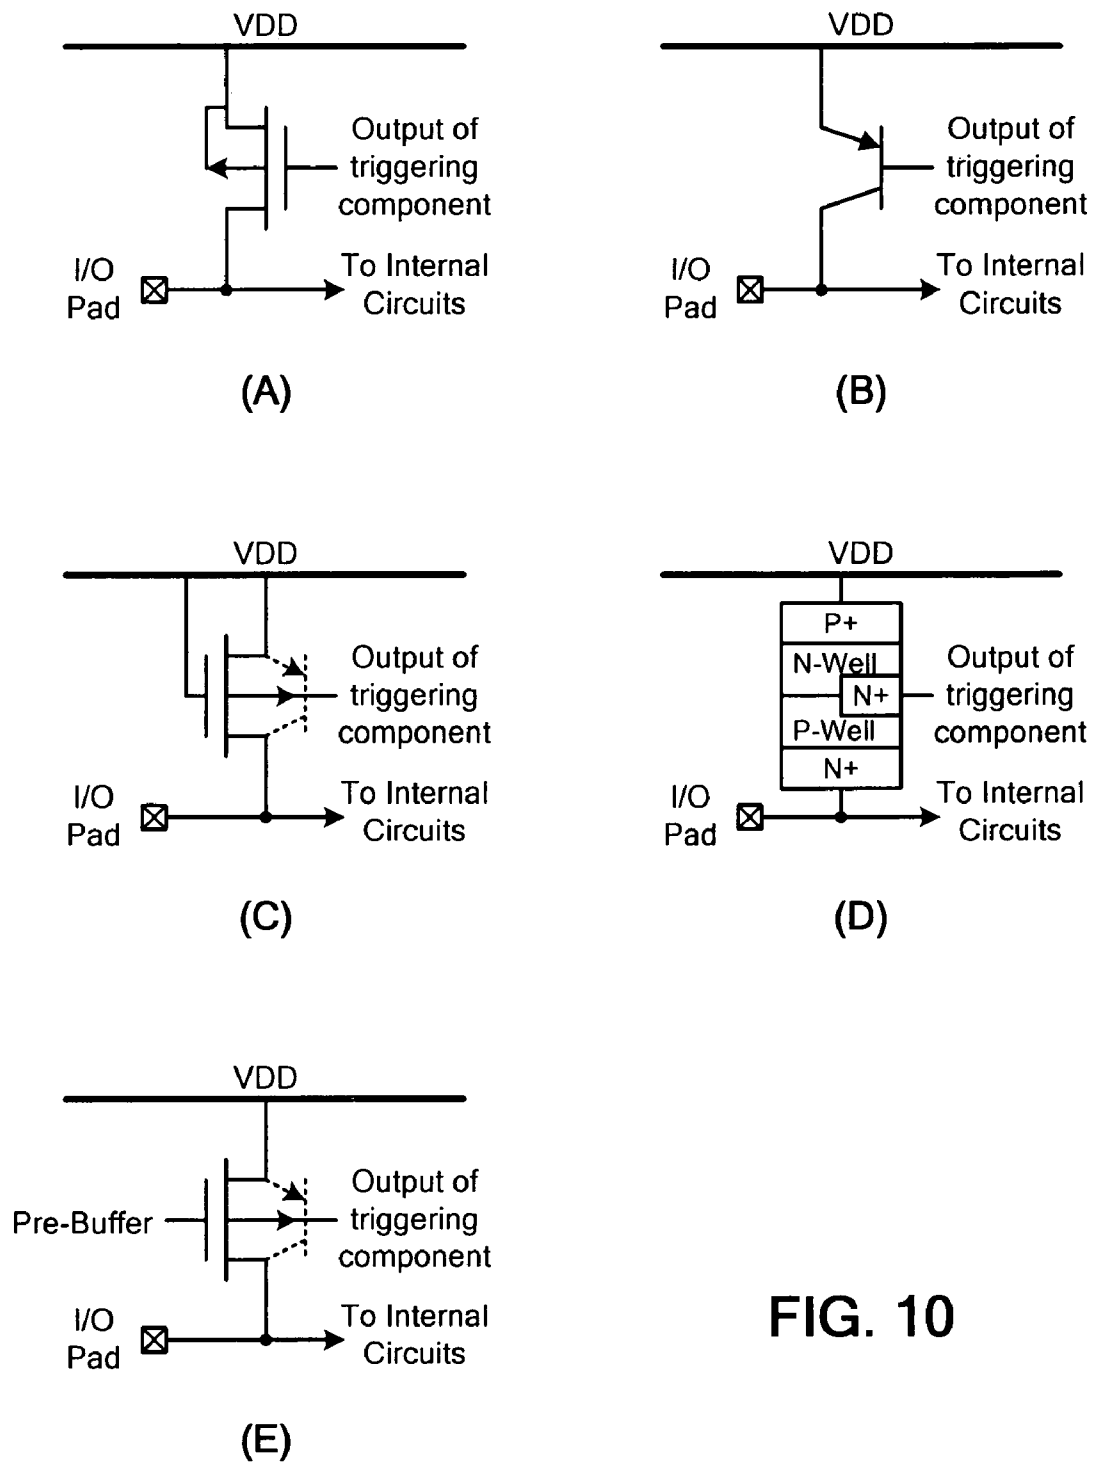 VDD
Output of
triggering
component
I/O
Pad
To Internal
Circuits
(A)
VDD
Output of
triggering
component
I/O
Pad
To Internal
Circuits
(B)
VDD
Output of
triggering
component
I/O
Pad
To Internal
Circuits
(C)
VDD
P+
N-Well
N+
P-Well
N+
Output of
triggering
component
I/O
Pad
To Internal
Circuits
(D)
VDD
Pre-Buffer
Output of
triggering
component
I/O
Pad
To Internal
Circuits
(E)
FIG. 10